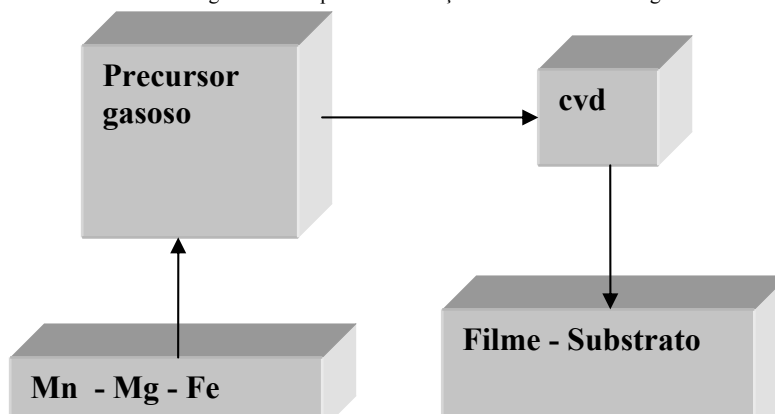 Precursor
gasoso
cvd
Filme - Substrato
Mn - Mg - Fe